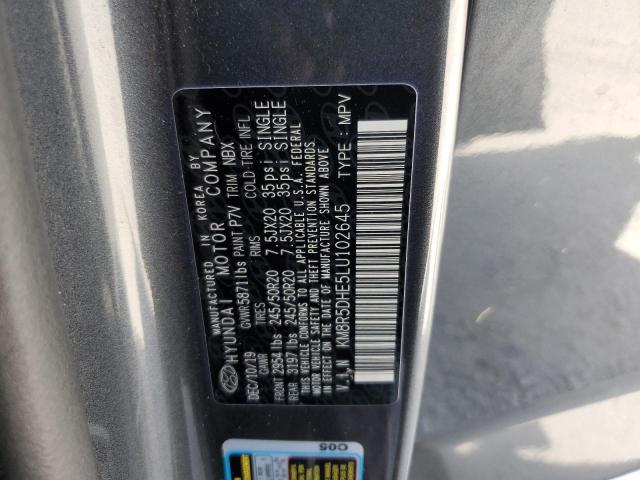 MANUFACTURED IN KOREA BY
HYUNDAI MOTOR COMPANY
DEC/10/19 GVWR 5871lbs PAINT P7V TRIM NBX
GAWR TIRES RIMS COLD TIRE INFL
FRONT 2954 lbs 245/50R20 7.5JX20 35psi SINGLE
REAR 3197 lbs 245/50R20 7.5JX20 35psi SINGLE
THIS VEHICLE CONFORMS TO ALL APPLICABLE U.S.A. FEDERAL
MOTOR VEHICLE SAFETY BUMPER, AND THEFT PREVENTION STANDARDS
IN EFFECT ON THE DATE OF MANUFACTURE SHOWN ABOVE
V.I.N KM8R5DHE5LU102645 TYPE : MPV
C05